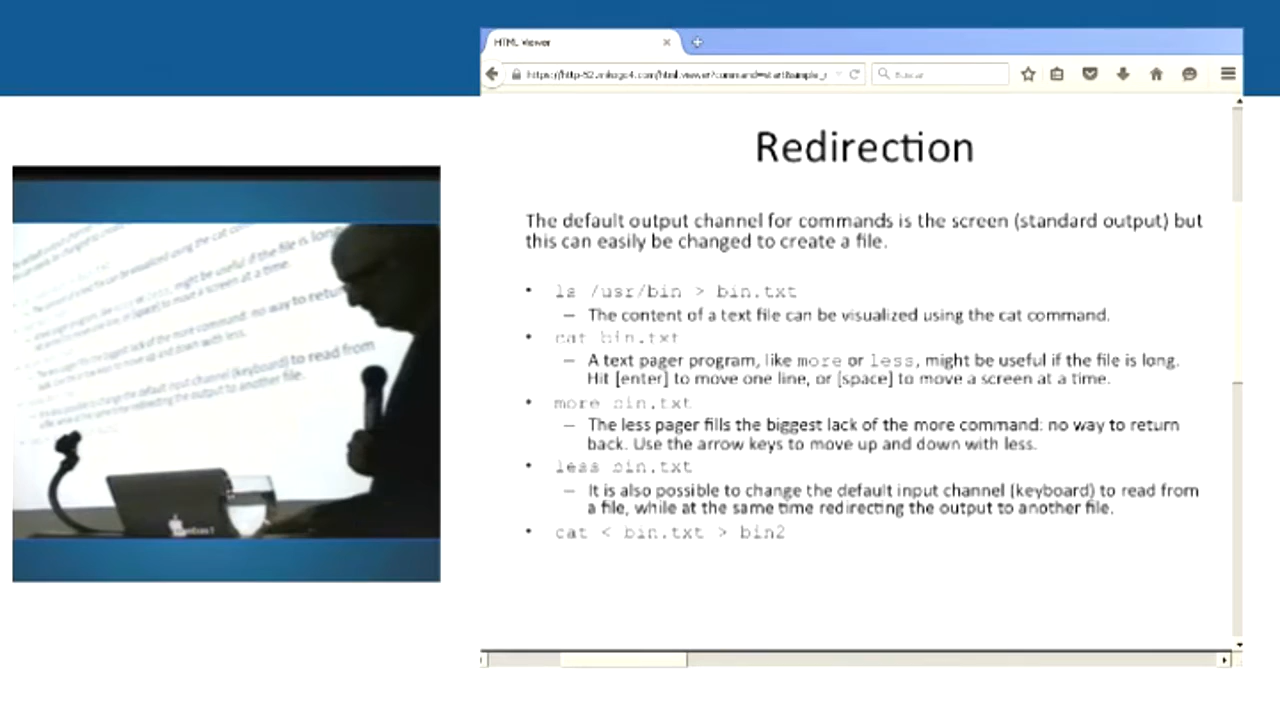 HTML viewer
Buscar
Redirection
The default output channel for commands is the screen (standard output) but
this can easily be changed to create a file.
• ls /usr/bin > bin.txt
– The content of a text file can be visualized using the cat command.
• cat bin.txt
– A text pager program, like more or less, might be useful if the file is long.
Hit [enter] to move one line, or [space] to move a screen at a time.
• more bin.txt
– The less pager fills the biggest lack of the more command: no way to return
back. Use the arrow keys to move up and down with less.
• less bin.txt
– It is also possible to change the default input channel (keyboard) to read from
a file, while at the same time redirecting the output to another file.
• cat < bin.txt > bin2